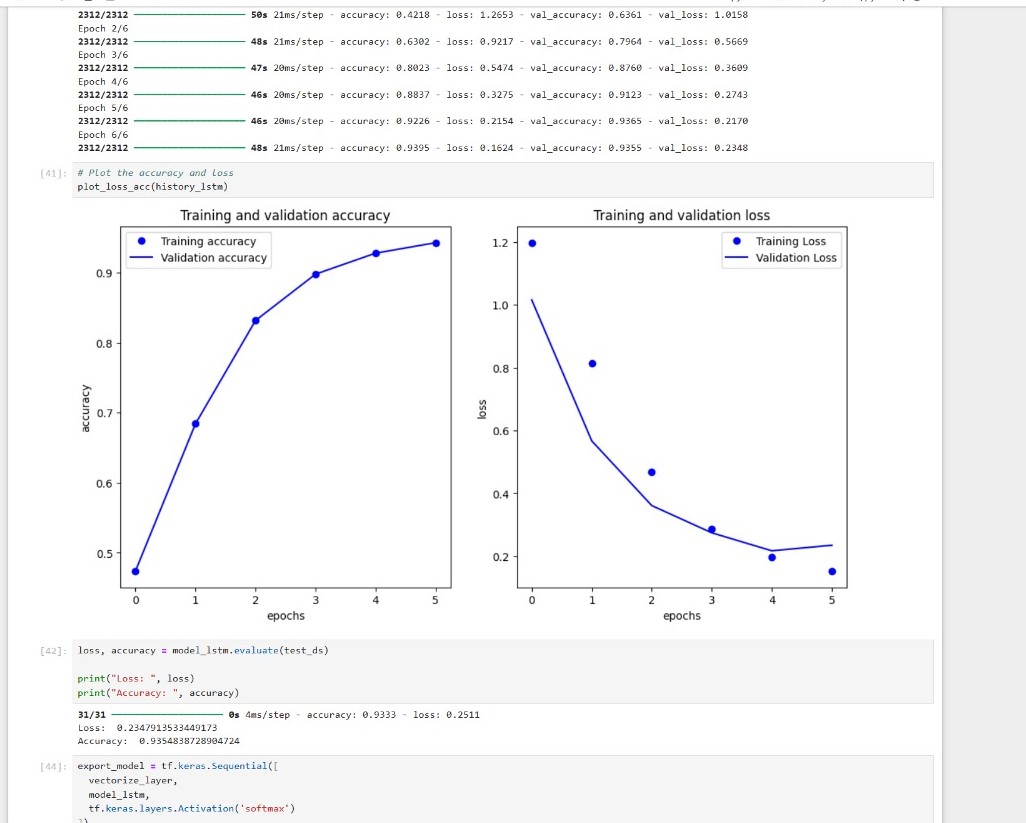 2312/2312 50s 21ms/step - accuracy: 0.4218 - loss: 1.2653 - val_accuracy: 0.6361 - val_loss: 1.0158
Epoch 2/6
2312/2312 48s 21ms/step - accuracy: 0.6302 - loss: 0.9217 - val_accuracy: 0.7964 - val_loss: 0.5669
Epoch 3/6
2312/2312 47s 20ms/step - accuracy: 0.8023 - loss: 0.5474 - val_accuracy: 0.8760 - val_loss: 0.3609
Epoch 4/6
2312/2312 46s 20ms/step - accuracy: 0.8837 - loss: 0.3275 - val_accuracy: 0.9123 - val_loss: 0.2743
Epoch 5/6
2312/2312 46s 20ms/step - accuracy: 0.9226 - loss: 0.2154 - val_accuracy: 0.9365 - val_loss: 0.2170
Epoch 6/6
2312/2312 48s 21ms/step - accuracy: 0.9395 - loss: 0.1624 - val_accuracy: 0.9355 - val_loss: 0.2348
[41]: # Plot the accuracy and loss
plot_loss_acc(history_lstm)
Training and validation accuracy
Training accuracy
Validation accuracy
0.9
0.8
0.7
0.6
0.5
accuracy
0 1 2 3 4 5
epochs
Training and validation loss
Training Loss
Validation Loss
1.2
1.0
0.8
0.6
0.4
0.2
loss
0 1 2 3 4 5
epochs
[42]: loss, accuracy = model_lstm.evaluate(test_ds)
print("Loss: ", loss)
print("Accuracy: ", accuracy)
31/31 0s 4ms/step - accuracy: 0.9333 - loss: 0.2511
Loss: 0.2347913533449173
Accuracy: 0.9354838728904724
[44]: export_model = tf.keras.Sequential([
vectorize_layer,
model_lstm,
tf.keras.layers.Activation('softmax')